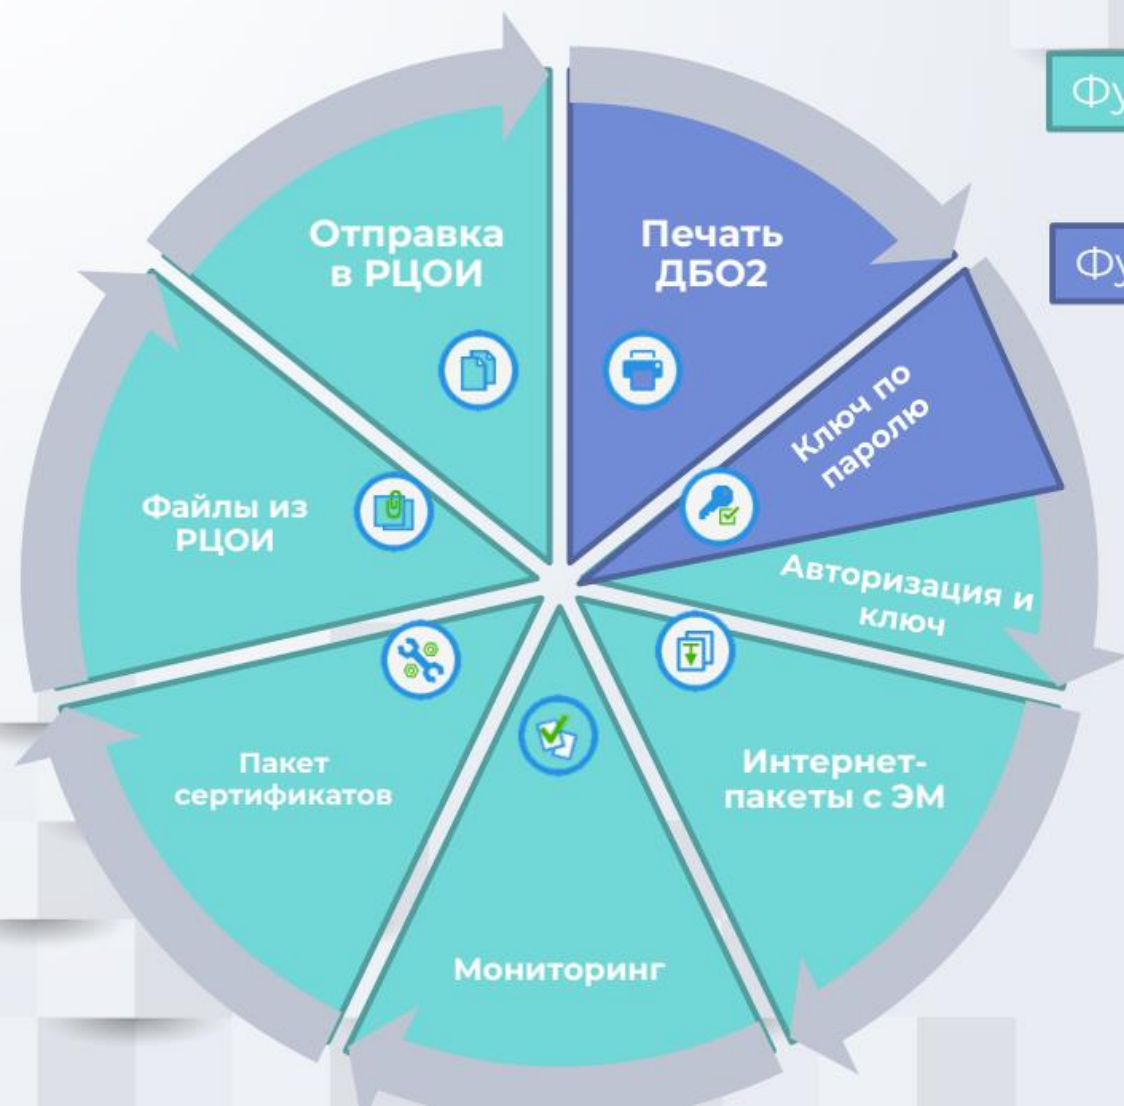 Отправка
в РЦОИ
Печать
ДБО2
Ключ по
паролю
Авторизация и
ключ
Интернет-
пакеты с ЭМ
Мониторинг
Пакет
сертификатов
Файлы из
РЦОИ